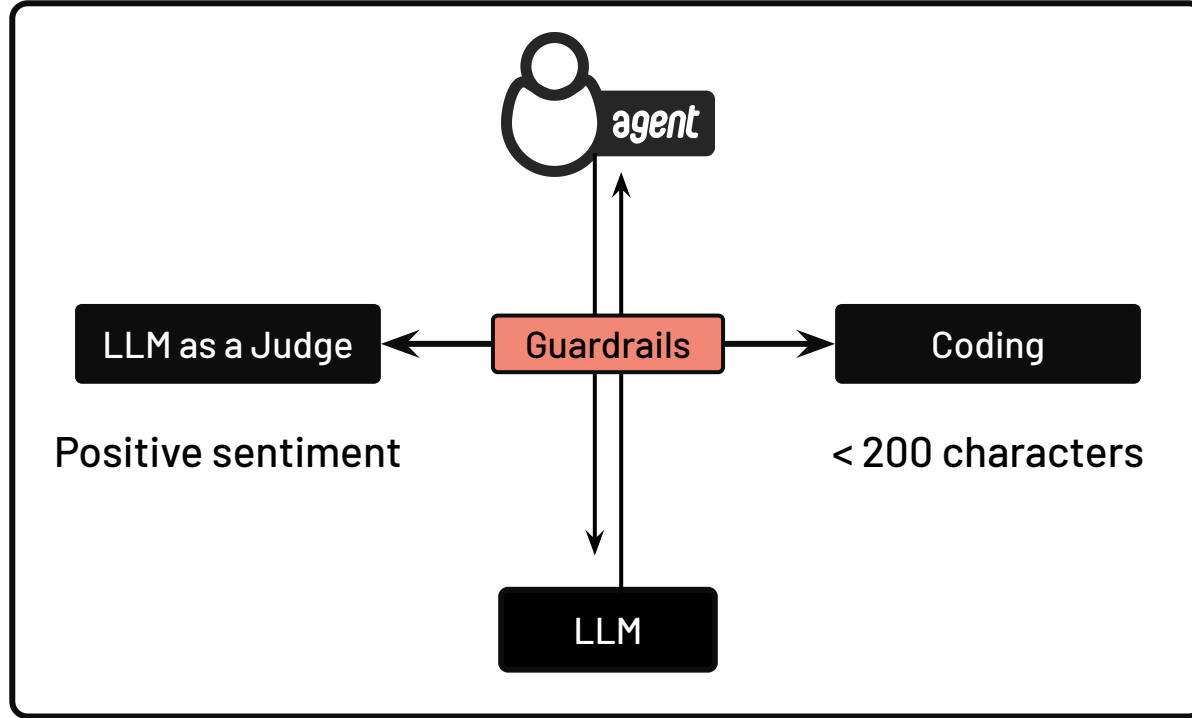 agent
LLM as a Judge
Guardrails
Coding
Positive sentiment
< 200 characters
LLM